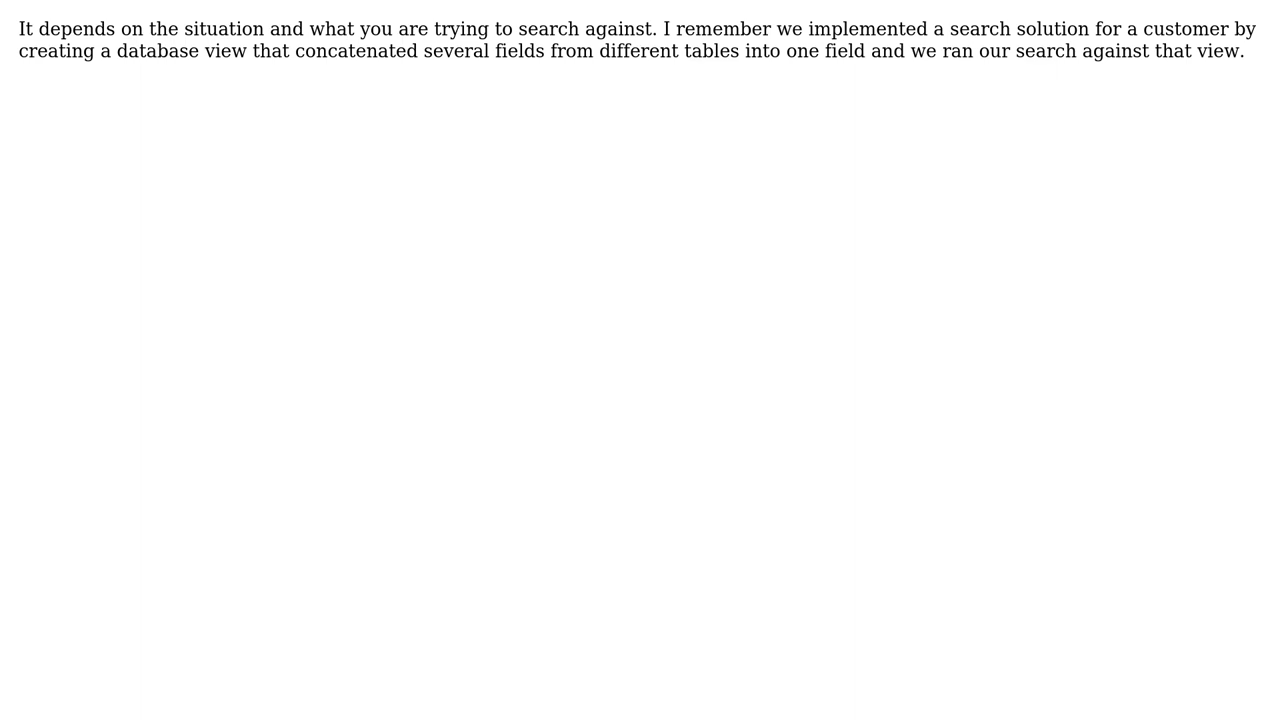 It depends on the situation and what you are trying to search against. I remember we implemented a search solution for a customer by
creating a database view that concatenated several fields from different tables into one field and we ran our search against that view.